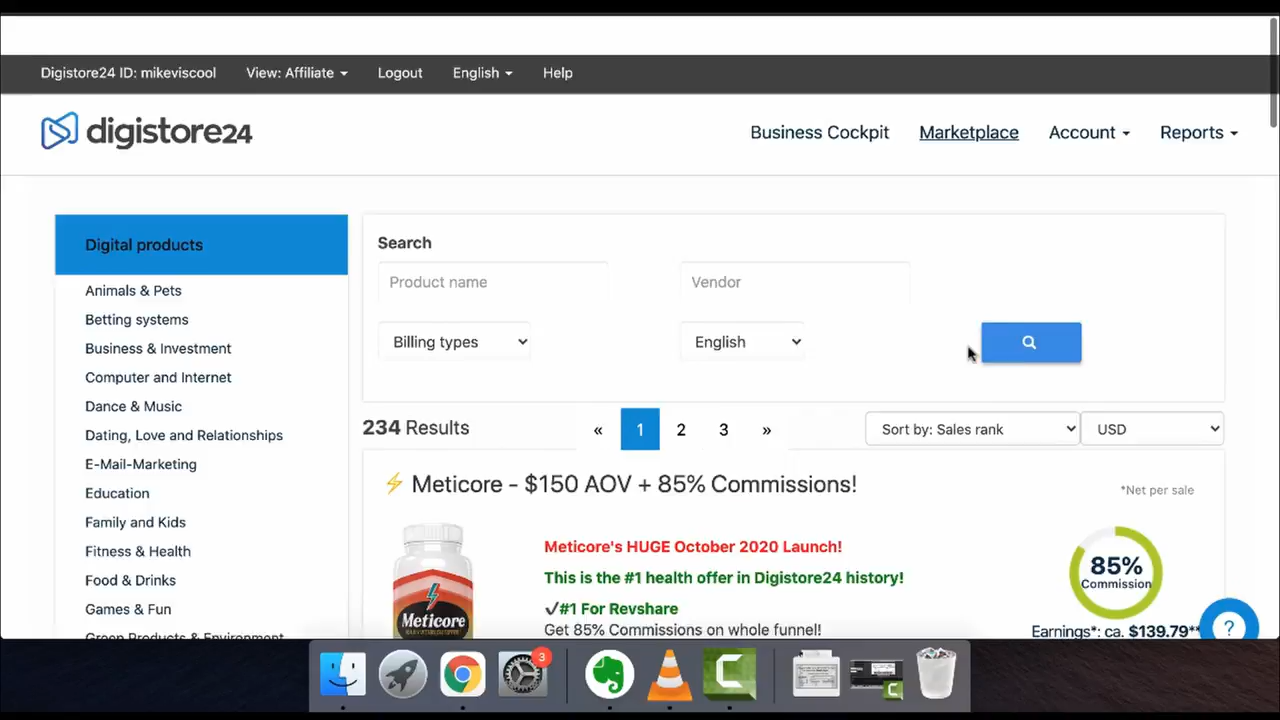 Digistore24 ID: mikeviscool View: Affiliate Logout English Help
digistore24
Business Cockpit Marketplace Account Reports
Digital products
Animals & Pets
Betting systems
Business & Investment
Computer and Internet
Dance & Music
Dating, Love and Relationships
E-Mail-Marketing
Education
Family and Kids
Fitness & Health
Food & Drinks
Games & Fun
Green Products & Environment
Search
Product name Vendor
Billing types English
234 Results « 1 2 3 » Sort by: Sales rank USD
⚡ Meticore - $150 AOV + 85% Commissions!
*Net per sale
Meticore's HUGE October 2020 Launch!
This is the #1 health offer in Digistore24 history!
✓#1 For Revshare
Get 85% Commissions on whole funnel!
Meticore
85%
Commission
Earnings*: ca. $139.79**
?
3